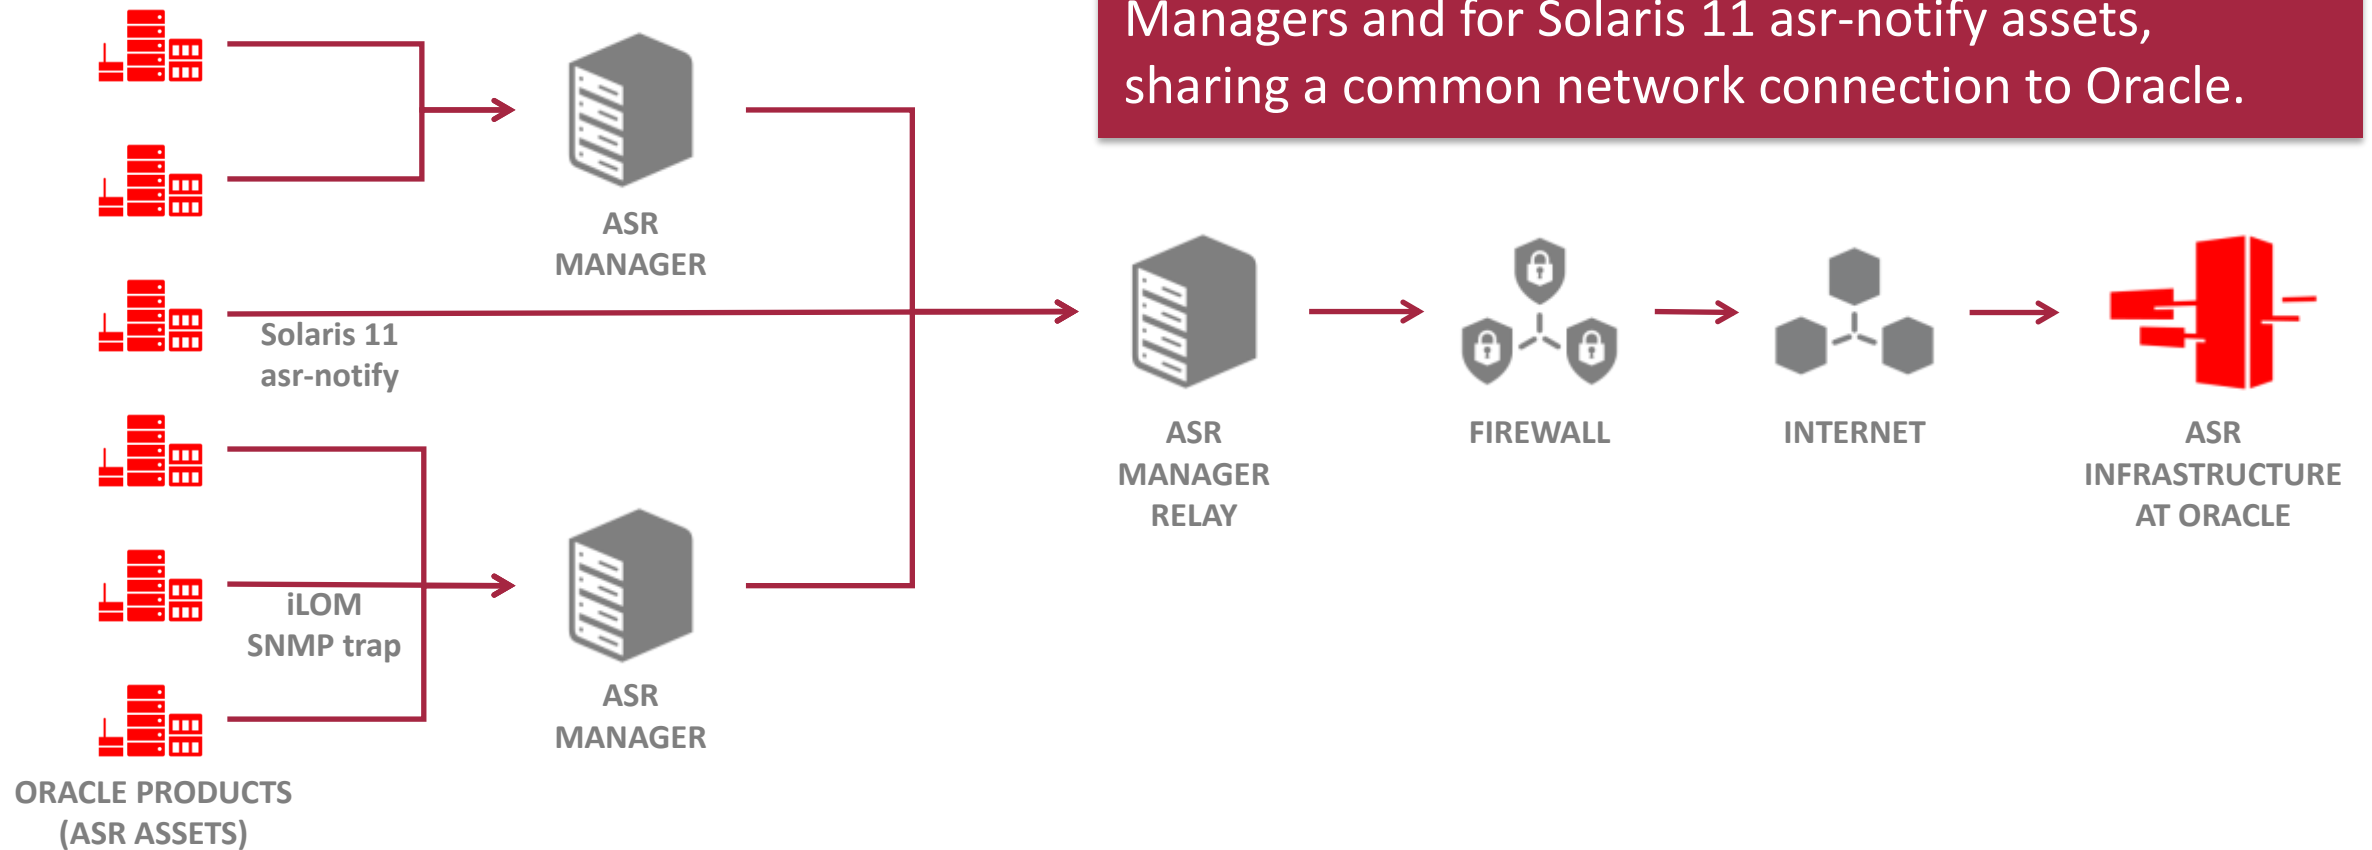 Managers and for Solaris 11 asr-notify assets,
sharing a common network connection to Oracle.
ASR
MANAGER
Solaris 11
asr-notify
iLOM
SNMP trap
ASR
MANAGER
ORACLE PRODUCTS
(ASR ASSETS)
ASR
MANAGER
RELAY
FIREWALL
INTERNET
ASR
INFRASTRUCTURE
AT ORACLE